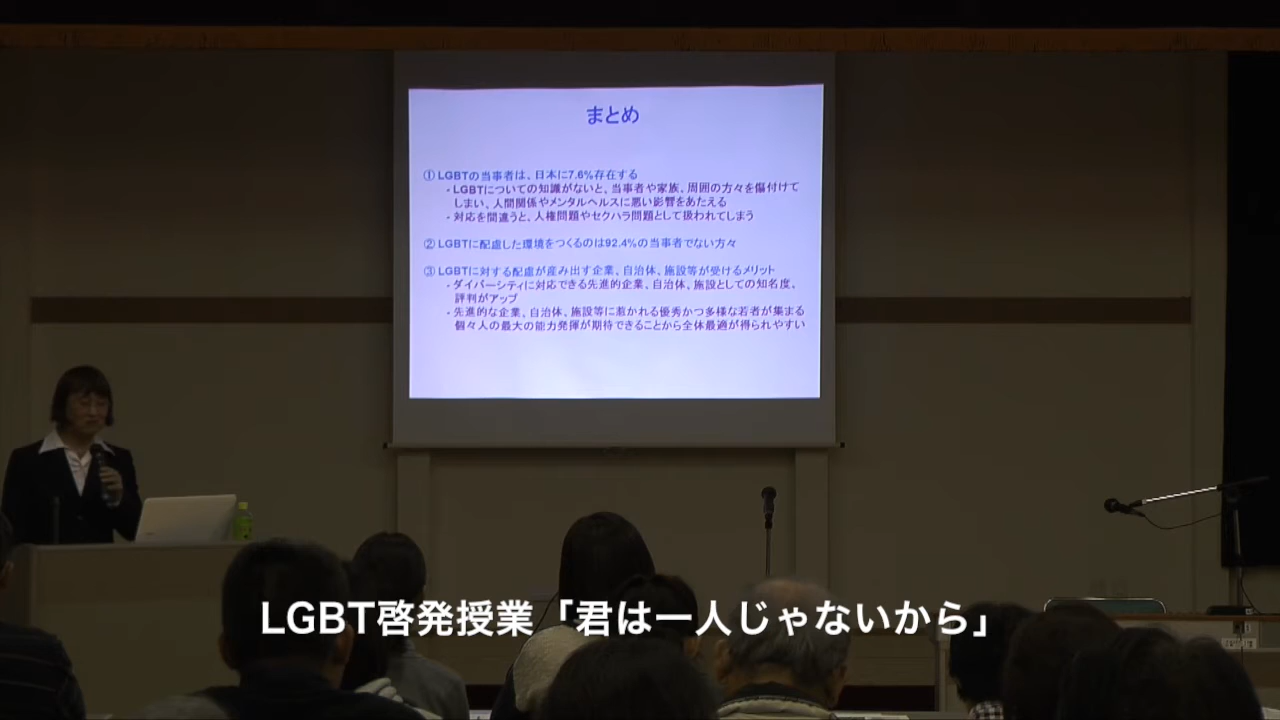 まとめ
① LGBTの当事者は、日本に7.6%存在する
- LGBTについての知識がないと、当事者や家族、周囲の方々を傷付けて
しまい、人間関係やメンタルヘルスに悪い影響をあたえる
- 対応を間違うと、人権問題やセクハラ問題として扱われてしまう
② LGBTに配慮した環境をつくるのは92.4%の当事者でない方々
③ LGBTに対する配慮が産み出す企業、自治体、施設等が受けるメリット
- ダイバーシティに対応できる先進的企業、自治体、施設としての知名度、
評判がアップ
- 先進的な企業、自治体、施設等に惹かれる優秀かつ多様な若者が集まる
個々人の最大の能力発揮が期待できることから全体最適が得られやすい
LGBT啓発授業「君は一人じゃないから」